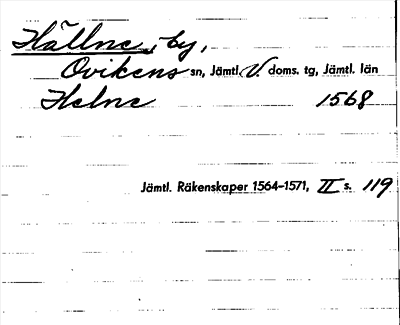 Hällne, by,
Ovikens sn, Jämtl. V. doms. tg, Jämtl. län
Helne 1568
Jämtl. Räkenskaper 1564–1571, II s. 119